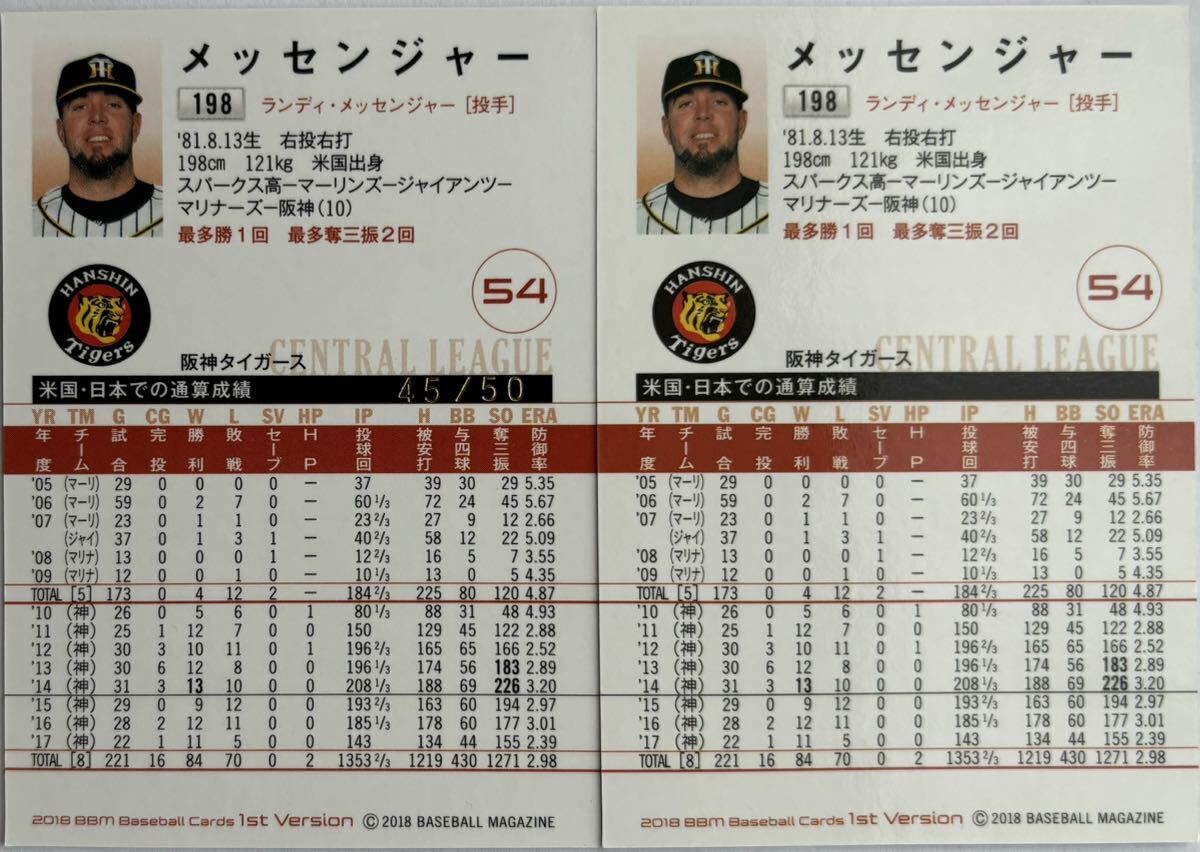 メッセンジャー
198 ランディ・メッセンジャー [投手]
'81.8.13生 右投右打
198cm 121kg 米国出身
スパークス高ーマーリンズージャイアンツー
マリナーズー阪神(10)
最多勝1回 最多奪三振2回
HANSHIN
Tigers
54
阪神タイガース CENTRAL LEAGUE
米国・日本での通算成績 45/50
YR TM G CG W L SV HP IP H BB SO ERA
年度 チーム 試合 完投 勝利 敗戦 セーブ HP 投球回 被安打 与四球 奪三振 防御率
'05 (マーリ) 29 0 0 0 0 ー 37 39 30 29 5.35
'06 (マーリ) 59 0 2 7 0 ー 60 1/3 72 24 45 5.67
'07 (マーリ) 23 0 1 1 0 ー 23 2/3 27 9 12 2.66
(ジャイ) 37 0 1 3 1 ー 40 2/3 58 12 22 5.09
'08 (マリナ) 13 0 0 0 1 ー 12 2/3 16 5 7 3.55
'09 (マリナ) 12 0 0 1 0 ー 10 1/3 13 0 5 4.35
TOTAL [5] 173 0 4 12 2 ー 184 2/3 225 80 120 4.87
'10 (神) 26 0 5 6 0 1 80 1/3 88 31 48 4.93
'11 (神) 25 1 12 7 0 0 150 129 45 122 2.88
'12 (神) 30 3 10 11 0 1 196 2/3 165 65 166 2.52
'13 (神) 30 6 12 8 0 0 196 1/3 174 56 183 2.89
'14 (神) 31 3 13 10 0 0 208 1/3 188 69 226 3.20
'15 (神) 29 0 9 12 0 0 193 2/3 163 60 194 2.97
'16 (神) 28 2 12 11 0 0 185 1/3 178 60 177 3.01
'17 (神) 22 1 11 5 0 0 143 134 44 155 2.39
TOTAL [8] 221 16 84 70 0 2 1353 2/3 1219 430 1271 2.98
2018 BBM Baseball Cards 1st Version © 2018 BASEBALL MAGAZINE
メッセンジャー
198 ランディ・メッセンジャー [投手]
'81.8.13生 右投右打
198cm 121kg 米国出身
スパークス高ーマーリンズージャイアンツー
マリナーズー阪神(10)
最多勝1回 最多奪三振2回
HANSHIN
Tigers
54
阪神タイガース CENTRAL LEAGUE
米国・日本での通算成績
YR TM G CG W L SV HP IP H BB SO ERA
年度 チーム 試合 完投 勝利 敗戦 セーブ HP 投球回 被安打 与四球 奪三振 防御率
'05 (マーリ) 29 0 0 0 0 ー 37 39 30 29 5.35
'06 (マーリ) 59 0 2 7 0 ー 60 1/3 72 24 45 5.67
'07 (マーリ) 23 0 1 1 0 ー 23 2/3 27 9 12 2.66
(ジャイ) 37 0 1 3 1 ー 40 2/3 58 12 22 5.09
'08 (マリナ) 13 0 0 0 1 ー 12 2/3 16 5 7 3.55
'09 (マリナ) 12 0 0 1 0 ー 10 1/3 13 0 5 4.35
TOTAL [5] 173 0 4 12 2 ー 184 2/3 225 80 120 4.87
'10 (神) 26 0 5 6 0 1 80 1/3 88 31 48 4.93
'11 (神) 25 1 12 7 0 0 150 129 45 122 2.88
'12 (神) 30 3 10 11 0 1 196 2/3 165 65 166 2.52
'13 (神) 30 6 12 8 0 0 196 1/3 174 56 183 2.89
'14 (神) 31 3 13 10 0 0 208 1/3 188 69 226 3.20
'15 (神) 29 0 9 12 0 0 193 2/3 163 60 194 2.97
'16 (神) 28 2 12 11 0 0 185 1/3 178 60 177 3.01
'17 (神) 22 1 11 5 0 0 143 134 44 155 2.39
TOTAL [8] 221 16 84 70 0 2 1353 2/3 1219 430 1271 2.98
2018 BBM Baseball Cards 1st Version © 2018 BASEBALL MAGAZINE